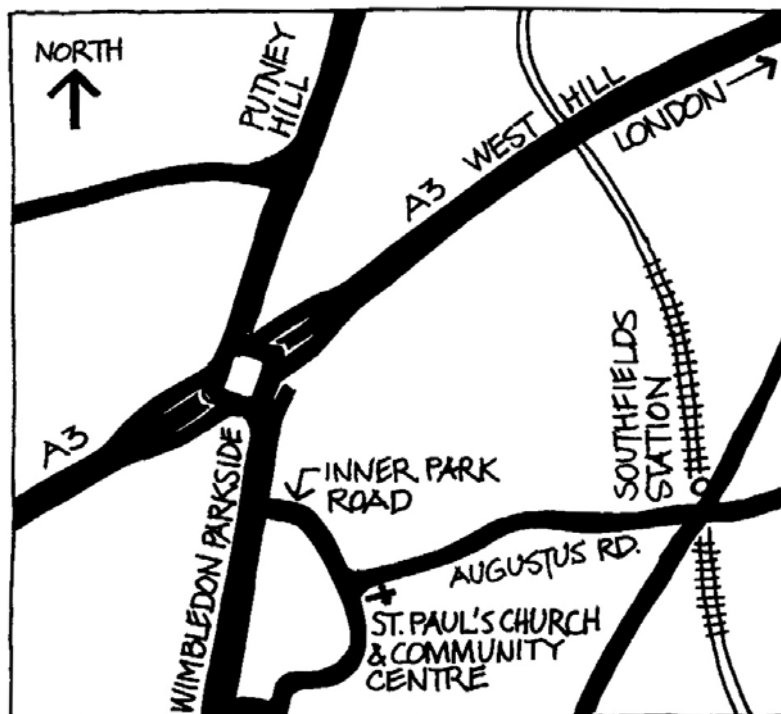 NORTH
PUTNEY
HILL
A3 WEST HILL
LONDON
SOUTHFIELDS
STATION
A3
WIMBLEDON PARKSIDE
INNER PARK
ROAD
AUGUSTUS RD.
ST. PAUL'S CHURCH
& COMMUNITY
CENTRE